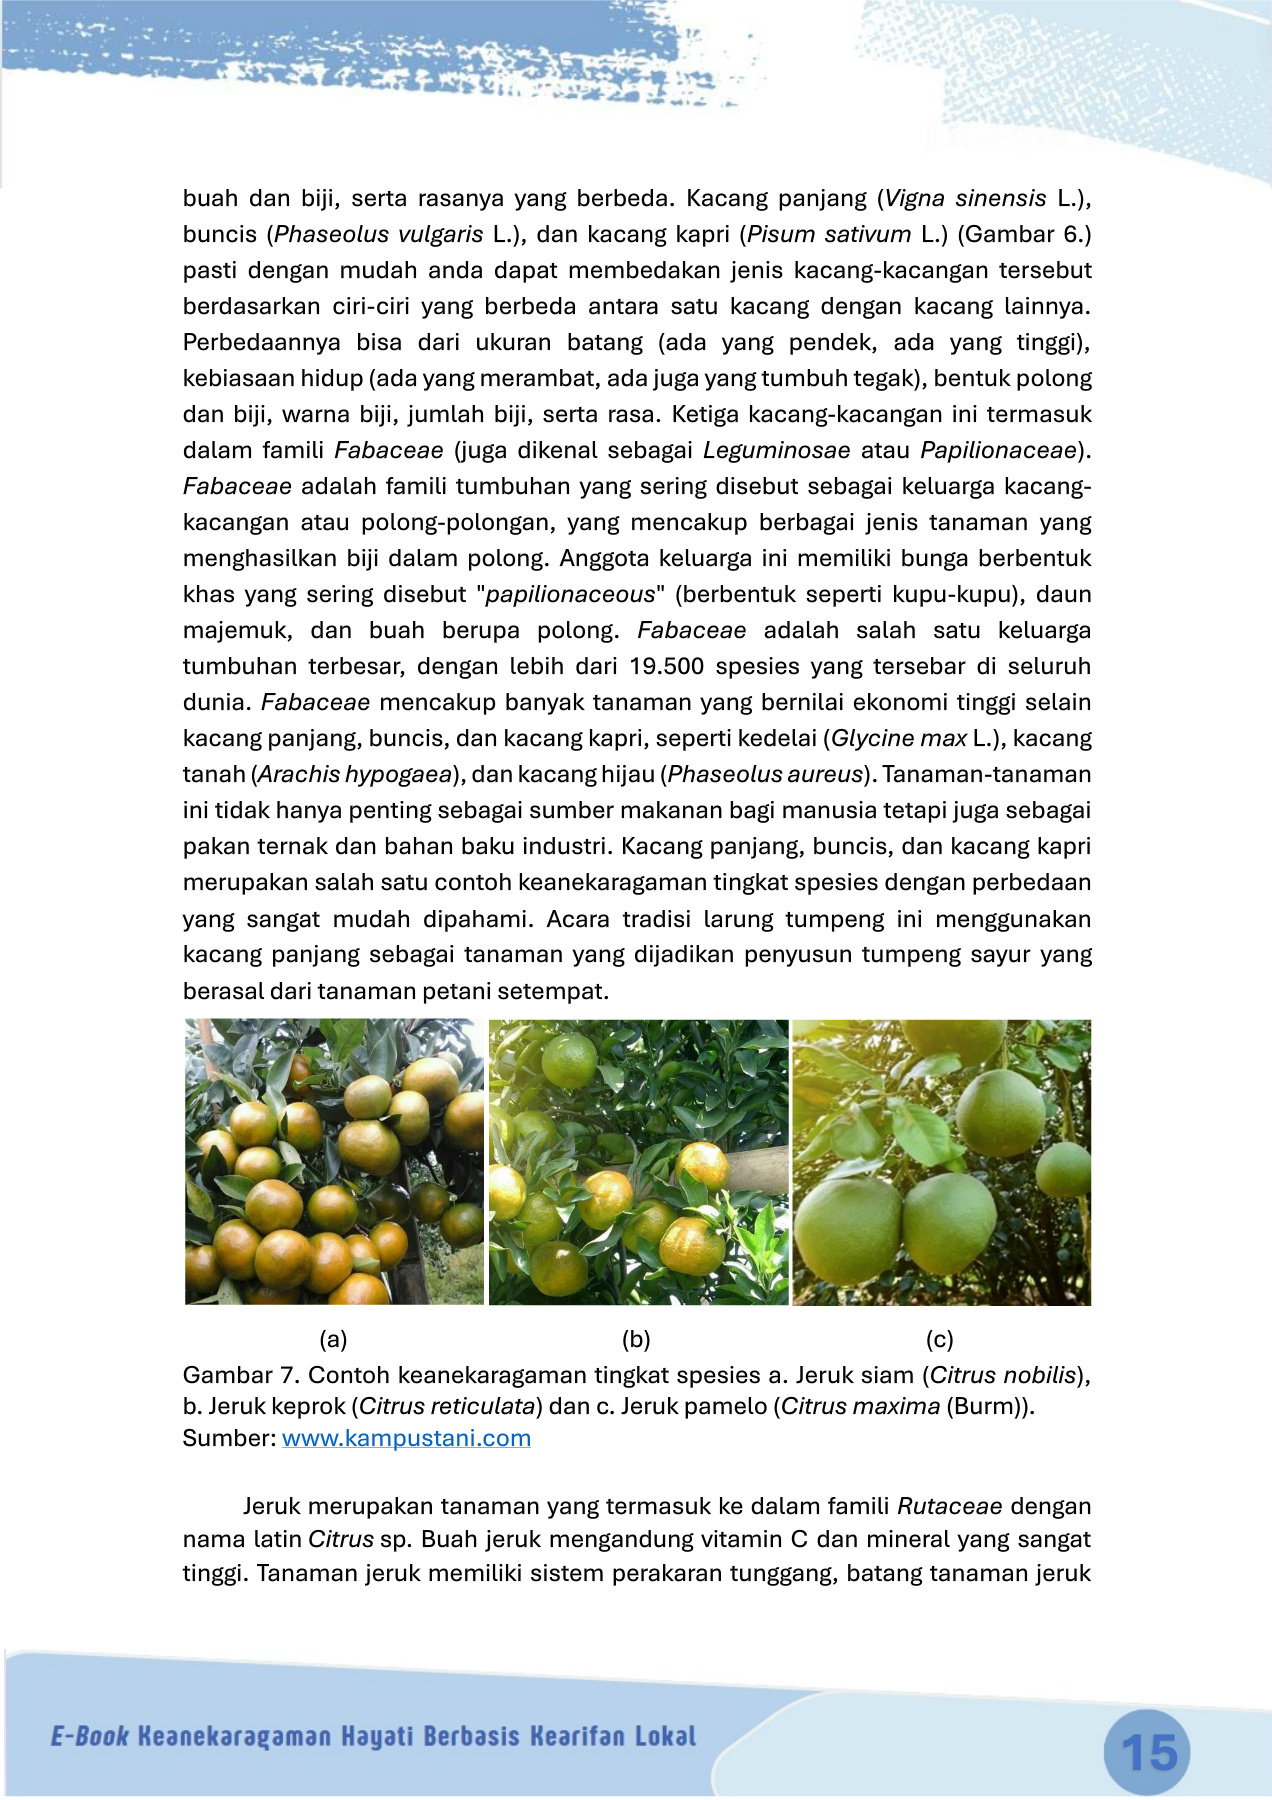 buah dan biji, serta rasanya yang berbeda. Kacang panjang (Vigna sinensis L.),
buncis (Phaseolus vulgaris L.), dan kacang kapri (Pisum sativum L.) (Gambar 6.)
pasti dengan mudah anda dapat membedakan jenis kacang-kacangan tersebut
berdasarkan ciri-ciri yang berbeda antara satu kacang dengan kacang lainnya.
Perbedaannya bisa dari ukuran batang (ada yang pendek, ada yang tinggi),
kebiasaan hidup (ada yang merambat, ada juga yang tumbuh tegak), bentuk polong
dan biji, warna biji, jumlah biji, serta rasa. Ketiga kacang-kacangan ini termasuk
dalam famili Fabaceae (juga dikenal sebagai Leguminosae atau Papilionaceae).
Fabaceae adalah famili tumbuhan yang sering disebut sebagai keluarga kacang-
kacangan atau polong-polongan, yang mencakup berbagai jenis tanaman yang
menghasilkan biji dalam polong. Anggota keluarga ini memiliki bunga berbentuk
khas yang sering disebut "papilionaceous" (berbentuk seperti kupu-kupu), daun
majemuk, dan buah berupa polong. Fabaceae adalah salah satu keluarga
tumbuhan terbesar, dengan lebih dari 19.500 spesies yang tersebar di seluruh
dunia. Fabaceae mencakup banyak tanaman yang bernilai ekonomi tinggi selain
kacang panjang, buncis, dan kacang kapri, seperti kedelai (Glycine max L.), kacang
tanah (Arachis hypogaea), dan kacang hijau (Phaseolus aureus). Tanaman-tanaman
ini tidak hanya penting sebagai sumber makanan bagi manusia tetapi juga sebagai
pakan ternak dan bahan baku industri. Kacang panjang, buncis, dan kacang kapri
merupakan salah satu contoh keanekaragaman tingkat spesies dengan perbedaan
yang sangat mudah dipahami. Acara tradisi larung tumpeng ini menggunakan
kacang panjang sebagai tanaman yang dijadikan penyusun tumpeng sayur yang
berasal dari tanaman petani setempat.
(a) (b) (c)
Gambar 7. Contoh keanekaragaman tingkat spesies a. Jeruk siam (Citrus nobilis),
b. Jeruk keprok (Citrus reticulata) dan c. Jeruk pamelo (Citrus maxima (Burm)).
Sumber: www.kampustani.com
Jeruk merupakan tanaman yang termasuk ke dalam famili Rutaceae dengan
nama latin Citrus sp. Buah jeruk mengandung vitamin C dan mineral yang sangat
tinggi. Tanaman jeruk memiliki sistem perakaran tunggang, batang tanaman jeruk
E-Book Keanekaragaman Hayati Berbasis Kearifan Lokal
15